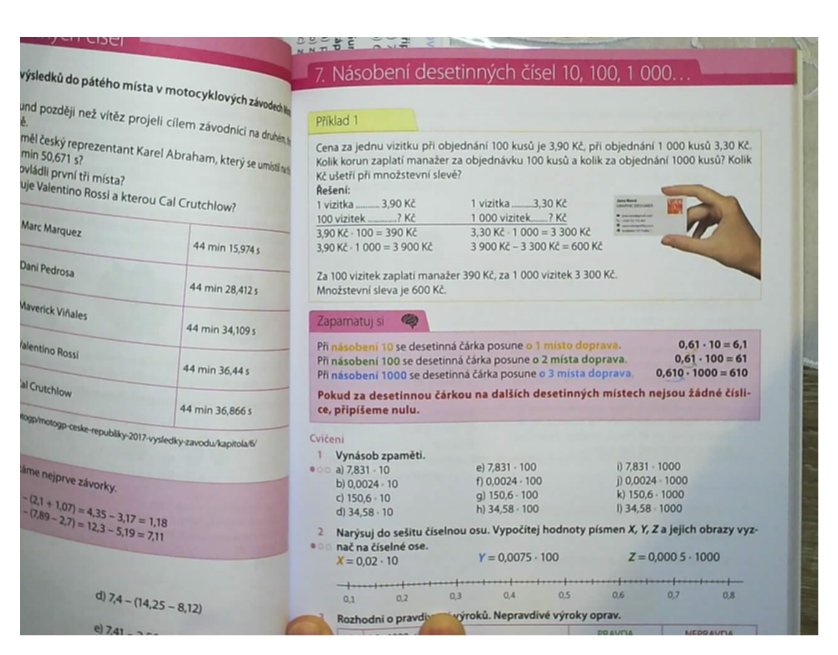 výsledků do pátého místa v motocyklových závodech
und později než vítěz projeli cílem závodníci na druhém,
měl český reprezentant Karel Abraham, který se umístil
min 50,671 s?
ovládli první tři místa?
uje Valentino Rossi a kterou Cal Crutchlow?
Marc Marquez 44 min 15,974 s
Dani Pedrosa 44 min 28,412 s
Maverick Viñales 44 min 34,109 s
Valentino Rossi 44 min 36,44 s
al Crutchlow 44 min 36,866 s
togp/motogp-ceske-republiky-2017-vysledky-zavodu/kapitola/6/
áme nejprve závorky.
– (2,1 + 1,07) = 4,35 – 3,17 = 1,18
– (7,89 – 2,7) = 12,3 – 5,19 = 7,11
d) 7,4 – (14,25 – 8,12)
7. Násobení desetinných čísel 10, 100, 1 000…
Příklad 1
Cena za jednu vizitku při objednání 100 kusů je 3,90 Kč, při objednání 1 000 kusů 3,30 Kč.
Kolik korun zaplatí manažer za objednávku 100 kusů a kolik za objednání 1000 kusů? Kolik
Kč ušetří při množstevní slevě?
Řešení:
1 vizitka .......... 3,90 Kč 1 vizitka ..........3,30 Kč
100 vizitek ............? Kč 1 000 vizitek.......? Kč
3,90 Kč · 100 = 390 Kč 3,30 Kč · 1 000 = 3 300 Kč
3,90 Kč · 1 000 = 3 900 Kč 3 900 Kč – 3 300 Kč = 600 Kč
Za 100 vizitek zaplatí manažer 390 Kč, za 1 000 vizitek 3 300 Kč.
Množstevní sleva je 600 Kč.
Zapamatuj si
Při násobení 10 se desetinná čárka posune o 1 místo doprava. 0,61 · 10 = 6,1
Při násobení 100 se desetinná čárka posune o 2 místa doprava. 0,61 · 100 = 61
Při násobení 1000 se desetinná čárka posune o 3 místa doprava. 0,610 · 1000 = 610
Pokud za desetinnou čárkou na dalších desetinných místech nejsou žádné čísli-
ce, připíšeme nulu.
Cvičení
1 Vynásob zpaměti.
a) 7,831 · 10 e) 7,831 · 100 i) 7,831 · 1000
b) 0,0024 · 10 f) 0,0024 · 100 j) 0,0024 · 1000
c) 150,6 · 10 g) 150,6 · 100 k) 150,6 · 1000
d) 34,58 · 10 h) 34,58 · 100 l) 34,58 · 1000
2 Narýsuj do sešitu číselnou osu. Vypočítej hodnoty písmen X, Y, Z a jejich obrazy vyz-
nač na číselné ose.
X = 0,02 · 10 Y = 0,0075 · 100 Z = 0,000 5 · 1000
0,1 0,2 0,3 0,4 0,5 0,6 0,7 0,8
Rozhodni o výroků. Nepravdivé výroky oprav.
PRAVDA NEPRAVDA